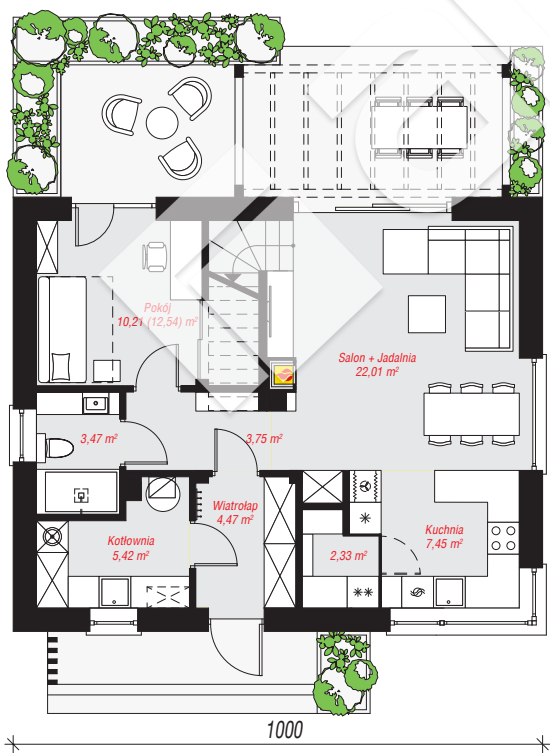 Pokój
10,21 (12,54) m²
Salon + Jadalnia
22,01 m²
3,47 m²
3,75 m²
Wiatrołap
4,47 m²
Kuchnia
7,45 m²
Kotłownia
5,42 m²
2,33 m²
1000